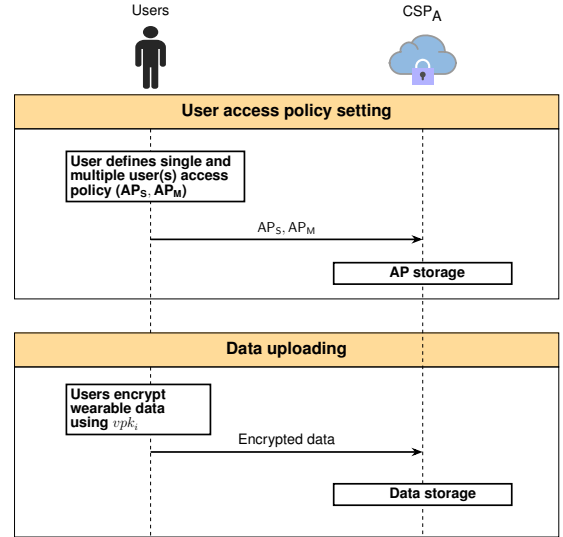 Users
CSP_A
User access policy setting
User defines single and
multiple user(s) access
policy (AP_S, AP_M)
AP_S, AP_M
AP storage
Data uploading
Users encrypt
wearable data
using vpk_i
Encrypted data
Data storage